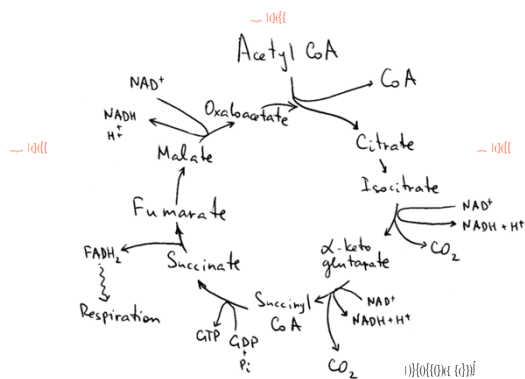 Acetyl CoA
CoA
NAD⁺
Oxaloacetate
NADH
H⁺
Citrate
Malate
Isocitrate
NAD⁺
NADH + H⁺
Fumarate
CO₂
FADH₂
Succinate
α-keto
glutarate
Succinyl
CoA
NAD⁺
NADH + H⁺
Respiration
GTP
GDP
+
Pi
CO₂